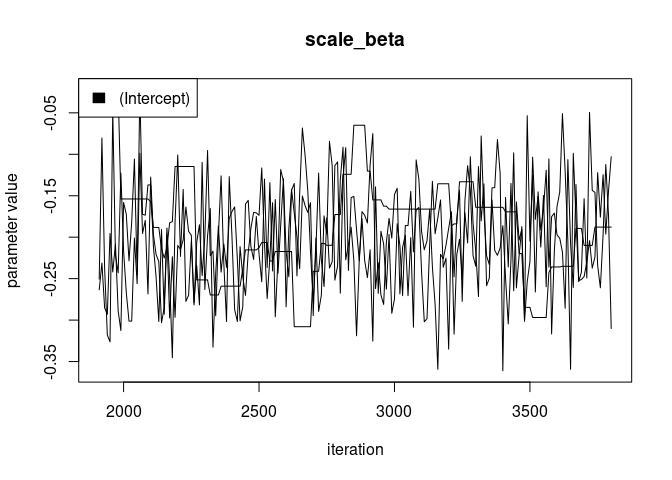 scale_beta
(Intercept)
-0.05
-0.15
-0.25
-0.35
parameter value
2000 2500 3000 3500
iteration